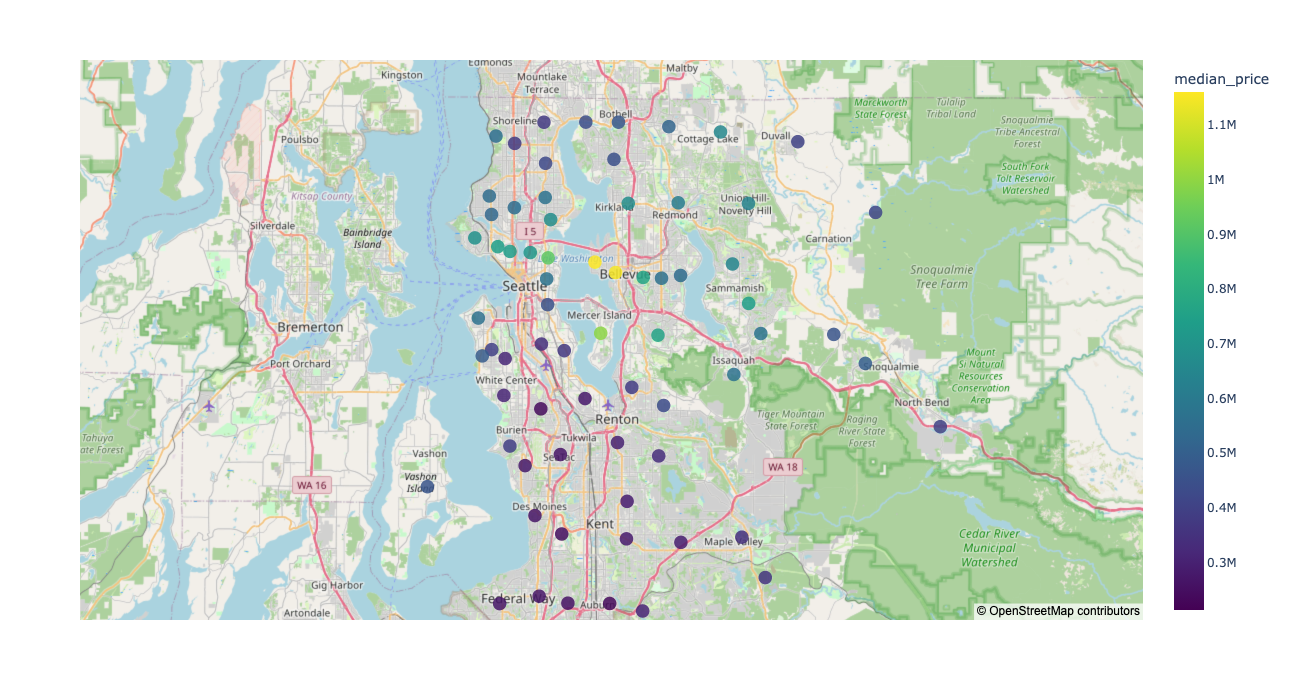 Edmonds
Maltby
Kingston
Mountlake
Terrace
Marckworth
State Forest
Tulalip
Tribal Land
Shoreline
Bothell
Snoqualmie
Tribe Ancestral
Forest
Poulsbo
Cottage Lake
Duvall
South Fork
Tolt Reservoir
Watershed
Kitsap County
Union Hill-
Novelty Hill
Kirkland
Redmond
Silverdale
Bainbridge
Island
I 5
Carnation
Washington
Snoqualmie
Tree Farm
Bellevue
Seattle
Sammamish
Mercer Island
Bremerton
Port Orchard
Issaquah
Snoqualmie
Mount
Si Natural
Resources
Conservation
Area
White Center
North Bend
Renton
Tiger Mountain
State Forest
Raging
River State
Forest
Tahuya
ate Forest
Burien
Tukwila
Vashon
SeaTac
WA 18
Vashon
Island
WA 16
Des Moines
Kent
Maple Valley
Cedar River
Municipal
Watershed
Gig Harbor
Federal Way
Auburn
Artondale
© OpenStreetMap contributors
median_price
1.1M
1M
0.9M
0.8M
0.7M
0.6M
0.5M
0.4M
0.3M